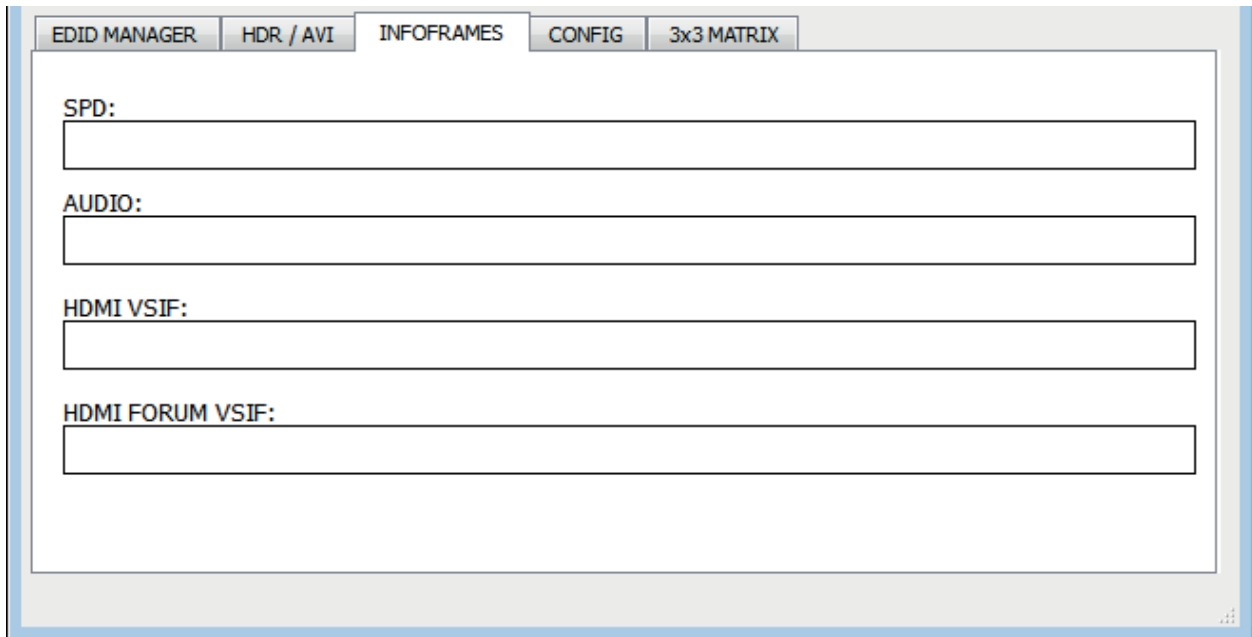 EDID MANAGER HDR / AVI INFOFRAMES CONFIG 3x3 MATRIX
SPD:
AUDIO:
HDMI VSIF:
HDMI FORUM VSIF: